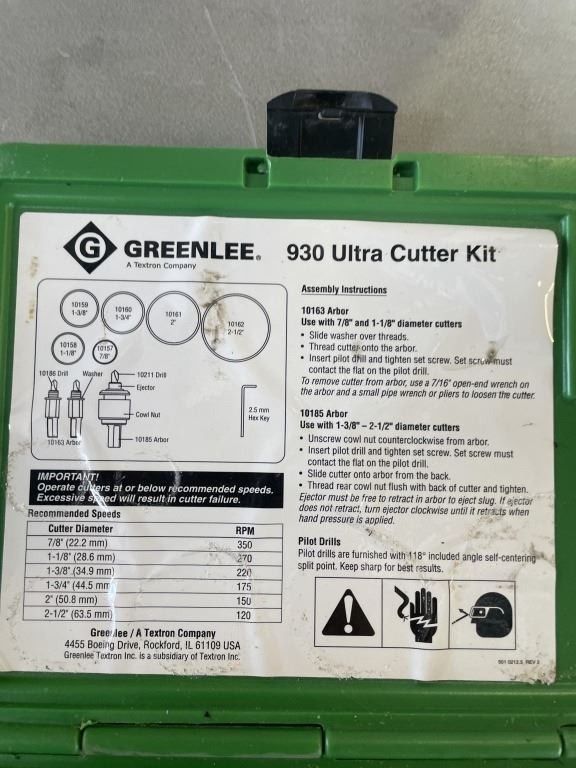 G GREENLEE®
A Textron Company
930 Ultra Cutter Kit
10159
1-3/8"
10160
1-3/4"
10161
2"
10162
2-1/2"
10158
1-1/8"
10157
7/8"
10186 Drill
Washer
10211 Drill
Ejector
Cowl Nut
2.5 mm
Hex Key
10163 Arbor
10185 Arbor
IMPORTANT!
Operate cutters at or below recommended speeds.
Excessive speed will result in cutter failure.
Recommended Speeds
Cutter Diameter RPM
7/8" (22.2 mm) 350
1-1/8" (28.6 mm) 270
1-3/8" (34.9 mm) 220
1-3/4" (44.5 mm 175
2" (50.8 mm) 150
2-1/2" (63.5 mm) 120
Greenlee / A Textron Company
4455 Boeing Drive, Rockford, IL 61109 USA
Greenlee Textron Inc. is a subsidiary of Textron Inc.
Assembly Instructions
10163 Arbor
Use with 7/8" and 1-1/8" diameter cutters
• Slide washer over threads.
• Thread cutter onto the arbor.
• Insert pilot drill and tighten set screw. Set screw must
contact the flat on the pilot drill.
To remove cutter from arbor, use a 7/16" open-end wrench on
the arbor and a small pipe wrench or pliers to loosen the cutter.
10185 Arbor
Use with 1-3/8" – 2-1/2" diameter cutters
• Unscrew cowl nut counterclockwise from arbor.
• Insert pilot drill and tighten set screw. Set screw must
contact the flat on the pilot drill.
• Slide cutter onto arbor from the back.
• Thread rear cowl nut flush with back of cutter and tighten.
Ejector must be free to retract in arbor to eject slug. If ejector
does not retract, turn ejector clockwise until it retracts when
hand pressure is applied.
Pilot Drills
Pilot drills are furnished with 118° included angle self-centering
split point. Keep sharp for best results.
REV 2